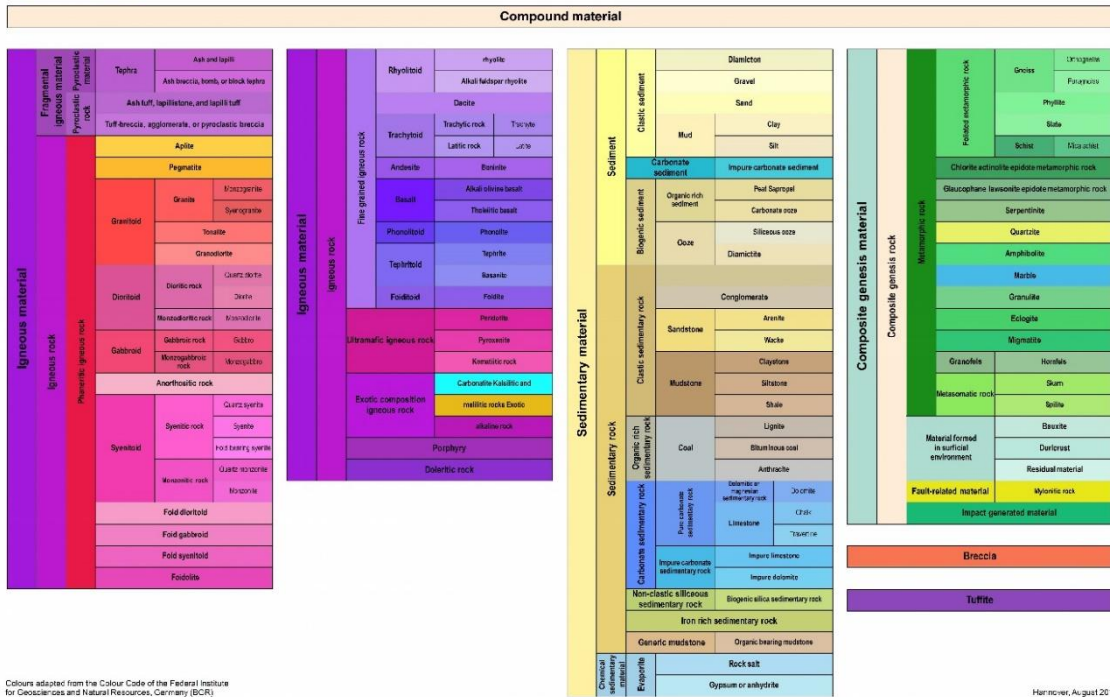 Compound material
Igneous material
Fragmental igneous material
Pyroclastic material
Tephra
Ash and lapilli
Ash breccia, bomb, or block tephra
Pyroclastic rock
Ash tuff, lapillistone, and lapilli tuff
Tuff-breccia, agglomerate, or pyroclastic breccia
Igneous rock
Phaneritic igneous rock
Aplite
Pegmatite
Granitoid
Granite
Monzogranite
Syenogranite
Tonalite
Granodiorite
Dioritoid
Dioritic rock
Quartz diorite
Diorite
Monzodioritic rock
Monzodiorite
Gabbroid
Gabbroic rock
Gabbro
Monzogabbroic rock
Monzogabbro
Anorthositic rock
Syenitoid
Syenitic rock
Quartz syenite
Syenite
Foid bearing syenite
Monzonitic rock
Quartz monzonite
Monzonite
Foid dioritoid
Foid gabbroid
Foid syenitoid
Foidolite
Igneous material
Igneous rock
Fine grained igneous rock
Rhyolitoid
rhyolite
Alkali feldspar rhyolite
Dacite
Trachytoid
Trachytic rock
Trachyte
Latitic rock
Latite
Andesite
Boninite
Basalt
Alkali olivine basalt
Tholeiitic basalt
Phonolitoid
Phonolite
Tephritoid
Tephrite
Basanite
Foiditoid
Foidite
Ultramafic igneous rock
Peridotite
Pyroxenite
Komatiitic rock
Exotic composition igneous rock
Carbonatite Kalsilitic and
melilitic rocks Exotic
alkaline rock
Porphyry
Doleritic rock
Sedimentary material
Sediment
Clastic sediment
Diamicton
Gravel
Sand
Mud
Clay
Silt
Carbonate sediment
Impure carbonate sediment
Biogenic sediment
Organic rich sediment
Peat Sapropel
Carbonate ooze
Ooze
Siliceous ooze
Diamictite
Sedimentary rock
Clastic sedimentary rock
Conglomerate
Sandstone
Arenite
Wacke
Mudstone
Claystone
Siltstone
Shale
Organic rich sedimentary rock
Coal
Lignite
Bituminous coal
Anthracite
Carbonate sedimentary rock
Pure carbonate sedimentary rock
Dolomitic or magnesian sedimentary rock
Dolomite
Limestone
Chalk
Travertine
Impure carbonate sedimentary rock
Impure limestone
Impure dolomite
Non-clastic siliceous sedimentary rock
Biogenic silica sedimentary rock
Iron rich sedimentary rock
Generic mudstone
Organic bearing mudstone
Chemical sedimentary material
Evaporite
Rock salt
Gypsum or anhydrite
Composite genesis material
Composite genesis rock
Metamorphic rock
Foliated metamorphic rock
Gneiss
Orthogneiss
Paragneiss
Phyllite
Slate
Schist
Mica schist
Chlorite actinolite epidote metamorphic rock
Glaucophane lawsonite epidote metamorphic rock
Serpentinite
Quartzite
Amphibolite
Marble
Granulite
Eclogite
Migmatite
Granofels
Hornfels
Metasomatic rock
Skarn
Spilite
Material formed in surficial environment
Bauxite
Duricrust
Residual material
Fault-related material
Mylonitic rock
Impact generated material
Breccia
Tuffite
Colours adapted from the Colour Code of the Federal Institute
for Geosciences and Natural Resources, Germany (BGR)
Hannover, August 201